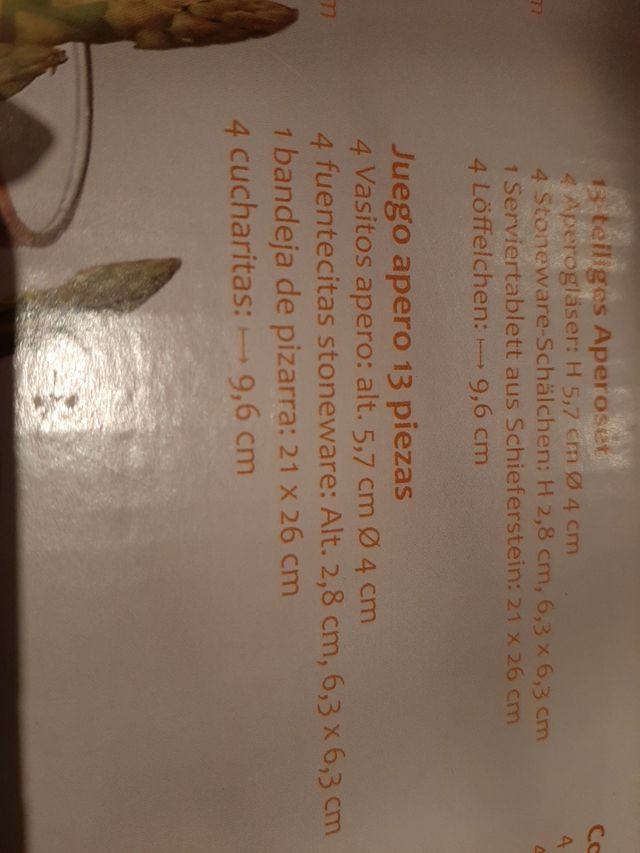 13-teiliges Aperoset
4 Aperogläser: H 5,7 cm Ø 4 cm
4 Stoneware-Schälchen: H 2,8 cm, 6,3 x 6,3 cm
1 Serviertablett aus Schieferstein: 21 x 26 cm
4 Löffelchen: ⟼ 9,6 cm
Juego apero 13 piezas
4 Vasitos apero: alt. 5,7 cm Ø 4 cm
4 fuentecitas stoneware: Alt. 2,8 cm, 6,3 x 6,3 cm
1 bandeja de pizarra: 21 x 26 cm
4 cucharitas: ⟼ 9,6 cm